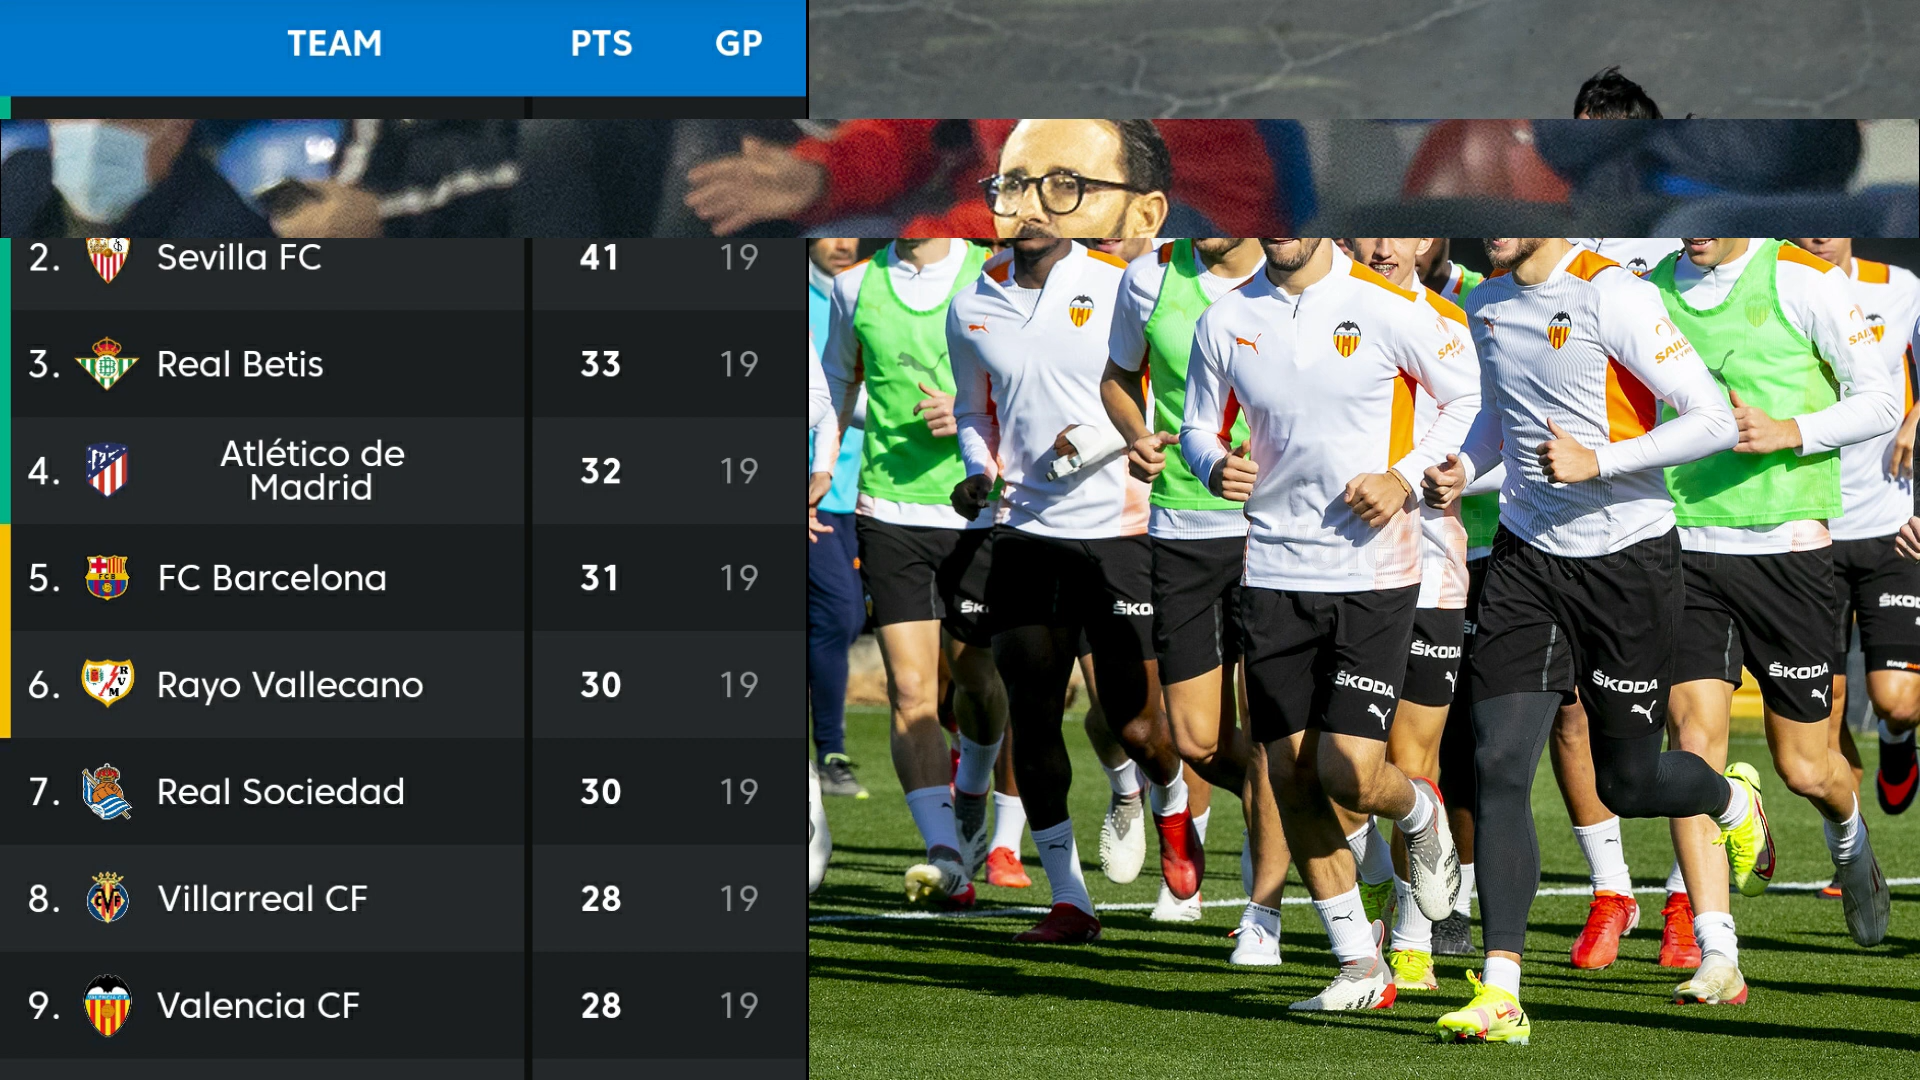 TEAM PTS GP
2. Sevilla FC 41 19
3. Real Betis 33 19
4. Atlético de Madrid 32 19
5. FC Barcelona 31 19
6. Rayo Vallecano 30 19
7. Real Sociedad 30 19
8. Villarreal CF 28 19
9. Valencia CF 28 19
ŠKODA
ŠKODA
ŠKODA
ŠKODA